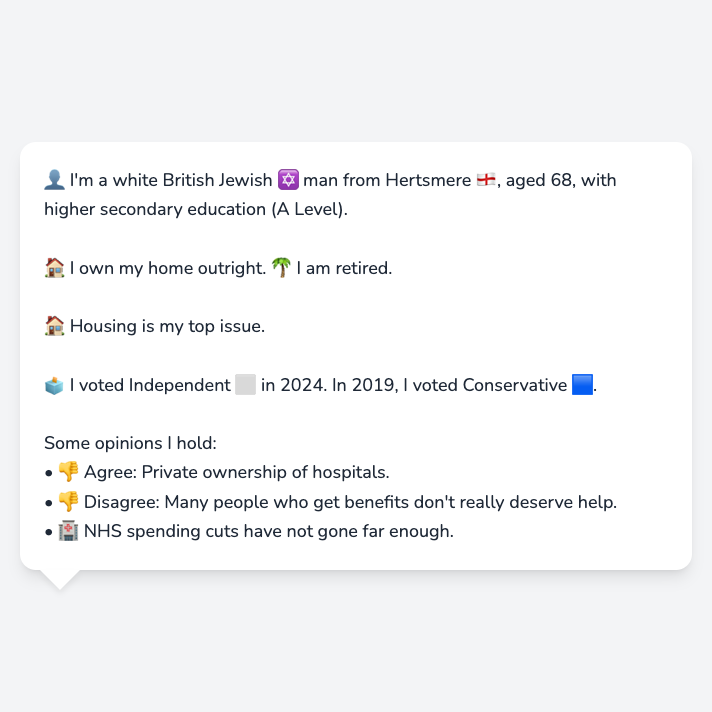 👤 I'm a white British Jewish ✡️ man from Hertsmere 🏴󠁧󠁢󠁥󠁮󠁧󠁿, aged 68, with
higher secondary education (A Level).
🏠 I own my home outright. 🌴 I am retired.
🏠 Housing is my top issue.
🗳️ I voted Independent ⬜ in 2024. In 2019, I voted Conservative 🟦.
Some opinions I hold:
• 👎 Agree: Private ownership of hospitals.
• 👎 Disagree: Many people who get benefits don't really deserve help.
• 🏥 NHS spending cuts have not gone far enough.